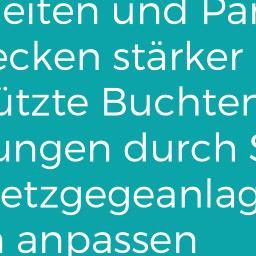 eiten und Par
ecken stärker
ützte Buchten
ungen durch S
etzgegeanlag
n anpassen